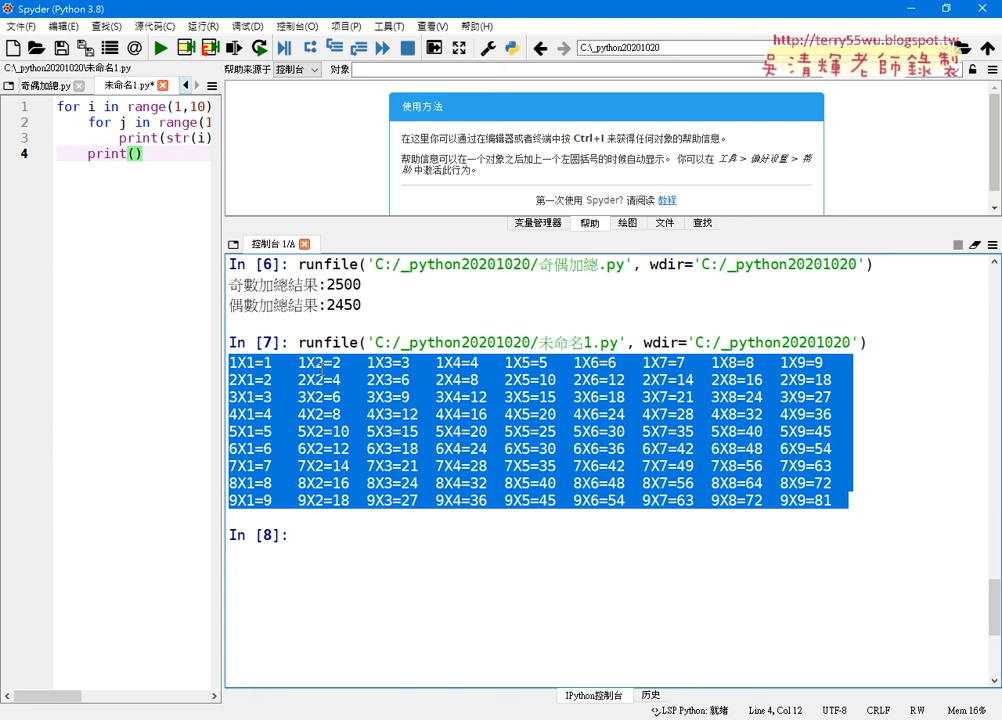 Spyder (Python 3.8)
文件(F) 编辑(E) 查找(S) 源代码(C) 运行(R) 调试(D) 控制台(O) 项目(P) 工具(T) 查看(V) 帮助(H)
C:\_python20201020
http://terry55wu.blogspot.tw
吳清輝老師錄製
C:\_python20201020\未命名1.py
帮助来源于 控制台 对象
奇偶加總.py 未命名1.py*
1 for i in range(1,10)
2 for j in range(1
3 print(str(i)
4 print()
使用方法
在这里你可以通过在编辑器或者终端中按 Ctrl+I 来获得任何对象的帮助信息。
帮助信息可以在一个对象之后加上一个左圆括号的时候自动显示。 你可以在 工具 > 偏好设置 > 帮
助 中激活此行为。
第一次使用 Spyder? 请阅读 教程
变量管理器 帮助 绘图 文件 查找
控制台 1/A
In [6]: runfile('C:/_python20201020/奇偶加總.py', wdir='C:/_python20201020')
奇數加總結果:2500
偶數加總結果:2450
In [7]: runfile('C:/_python20201020/未命名1.py', wdir='C:/_python20201020')
1X1=1 1X2=2 1X3=3 1X4=4 1X5=5 1X6=6 1X7=7 1X8=8 1X9=9
2X1=2 2X2=4 2X3=6 2X4=8 2X5=10 2X6=12 2X7=14 2X8=16 2X9=18
3X1=3 3X2=6 3X3=9 3X4=12 3X5=15 3X6=18 3X7=21 3X8=24 3X9=27
4X1=4 4X2=8 4X3=12 4X4=16 4X5=20 4X6=24 4X7=28 4X8=32 4X9=36
5X1=5 5X2=10 5X3=15 5X4=20 5X5=25 5X6=30 5X7=35 5X8=40 5X9=45
6X1=6 6X2=12 6X3=18 6X4=24 6X5=30 6X6=36 6X7=42 6X8=48 6X9=54
7X1=7 7X2=14 7X3=21 7X4=28 7X5=35 7X6=42 7X7=49 7X8=56 7X9=63
8X1=8 8X2=16 8X3=24 8X4=32 8X5=40 8X6=48 8X7=56 8X8=64 8X9=72
9X1=9 9X2=18 9X3=27 9X4=36 9X5=45 9X6=54 9X7=63 9X8=72 9X9=81
In [8]:
IPython控制台 历史
LSP Python: 就绪 Line 4, Col 12 UTF-8 CRLF RW Mem 16%